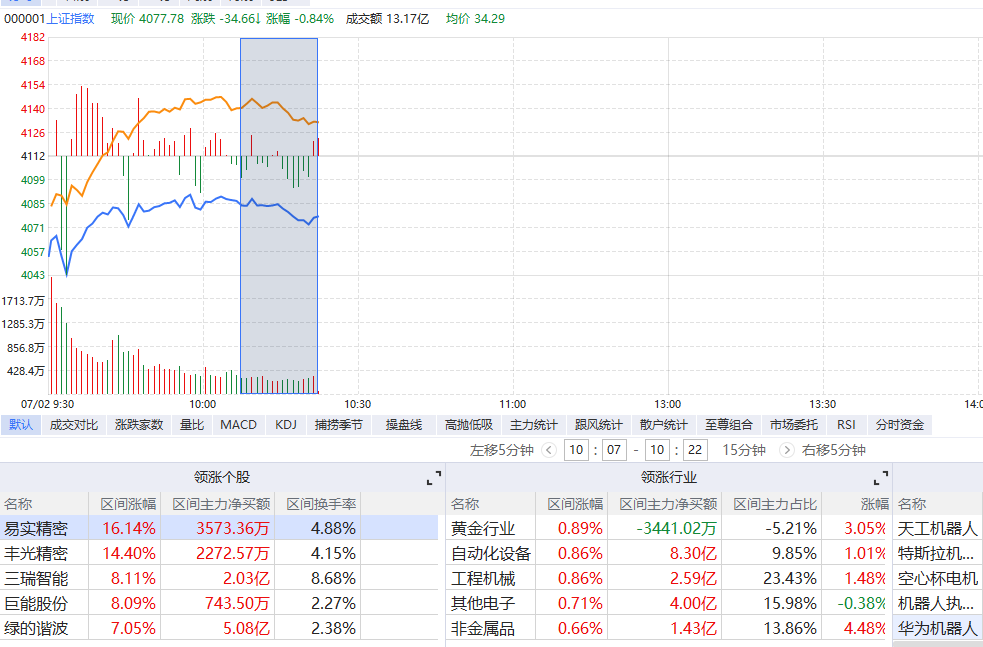 000001上证指数 现价 4077.78 涨跌 -34.66↓ 涨幅 -0.84% 成交额 13.17亿 均价 34.29
4182
4168
4154
4140
4126
4112
4099
4085
4071
4057
4043
1713.7万
1285.3万
856.8万
428.4万
07/02 9:30 10:00 10:30 11:00 13:00 13:30 14:0
默认 成交对比 涨跌家数 量比 MACD KDJ 捕捞季节 操盘线 高抛低吸 主力统计 跟风统计 散户统计 至尊组合 市场委托 RSI 分时资金
左移5分钟 10 : 07 - 10 : 22 15分钟 右移5分钟
领涨个股 领涨行业
名称 区间涨幅 区间主力净买额 区间换手率 名称 区间涨幅 区间主力净买额 区间主力占比 涨幅 名称
易实精密 16.14% 3573.36万 4.88% 黄金行业 0.89% -3441.02万 -5.21% 3.05% 天工机器人
丰光精密 14.40% 2272.57万 4.15% 自动化设备 0.86% 8.30亿 9.85% 1.01% 特斯拉机...
三瑞智能 8.11% 2.03亿 8.68% 工程机械 0.86% 2.59亿 23.43% 1.48% 空心杯电机
巨能股份 8.09% 743.50万 2.27% 其他电子 0.71% 4.00亿 15.98% -0.38% 机器人执...
绿的谐波 7.05% 5.08亿 2.38% 非金属品 0.66% 1.43亿 13.86% 4.48% 华为机器人